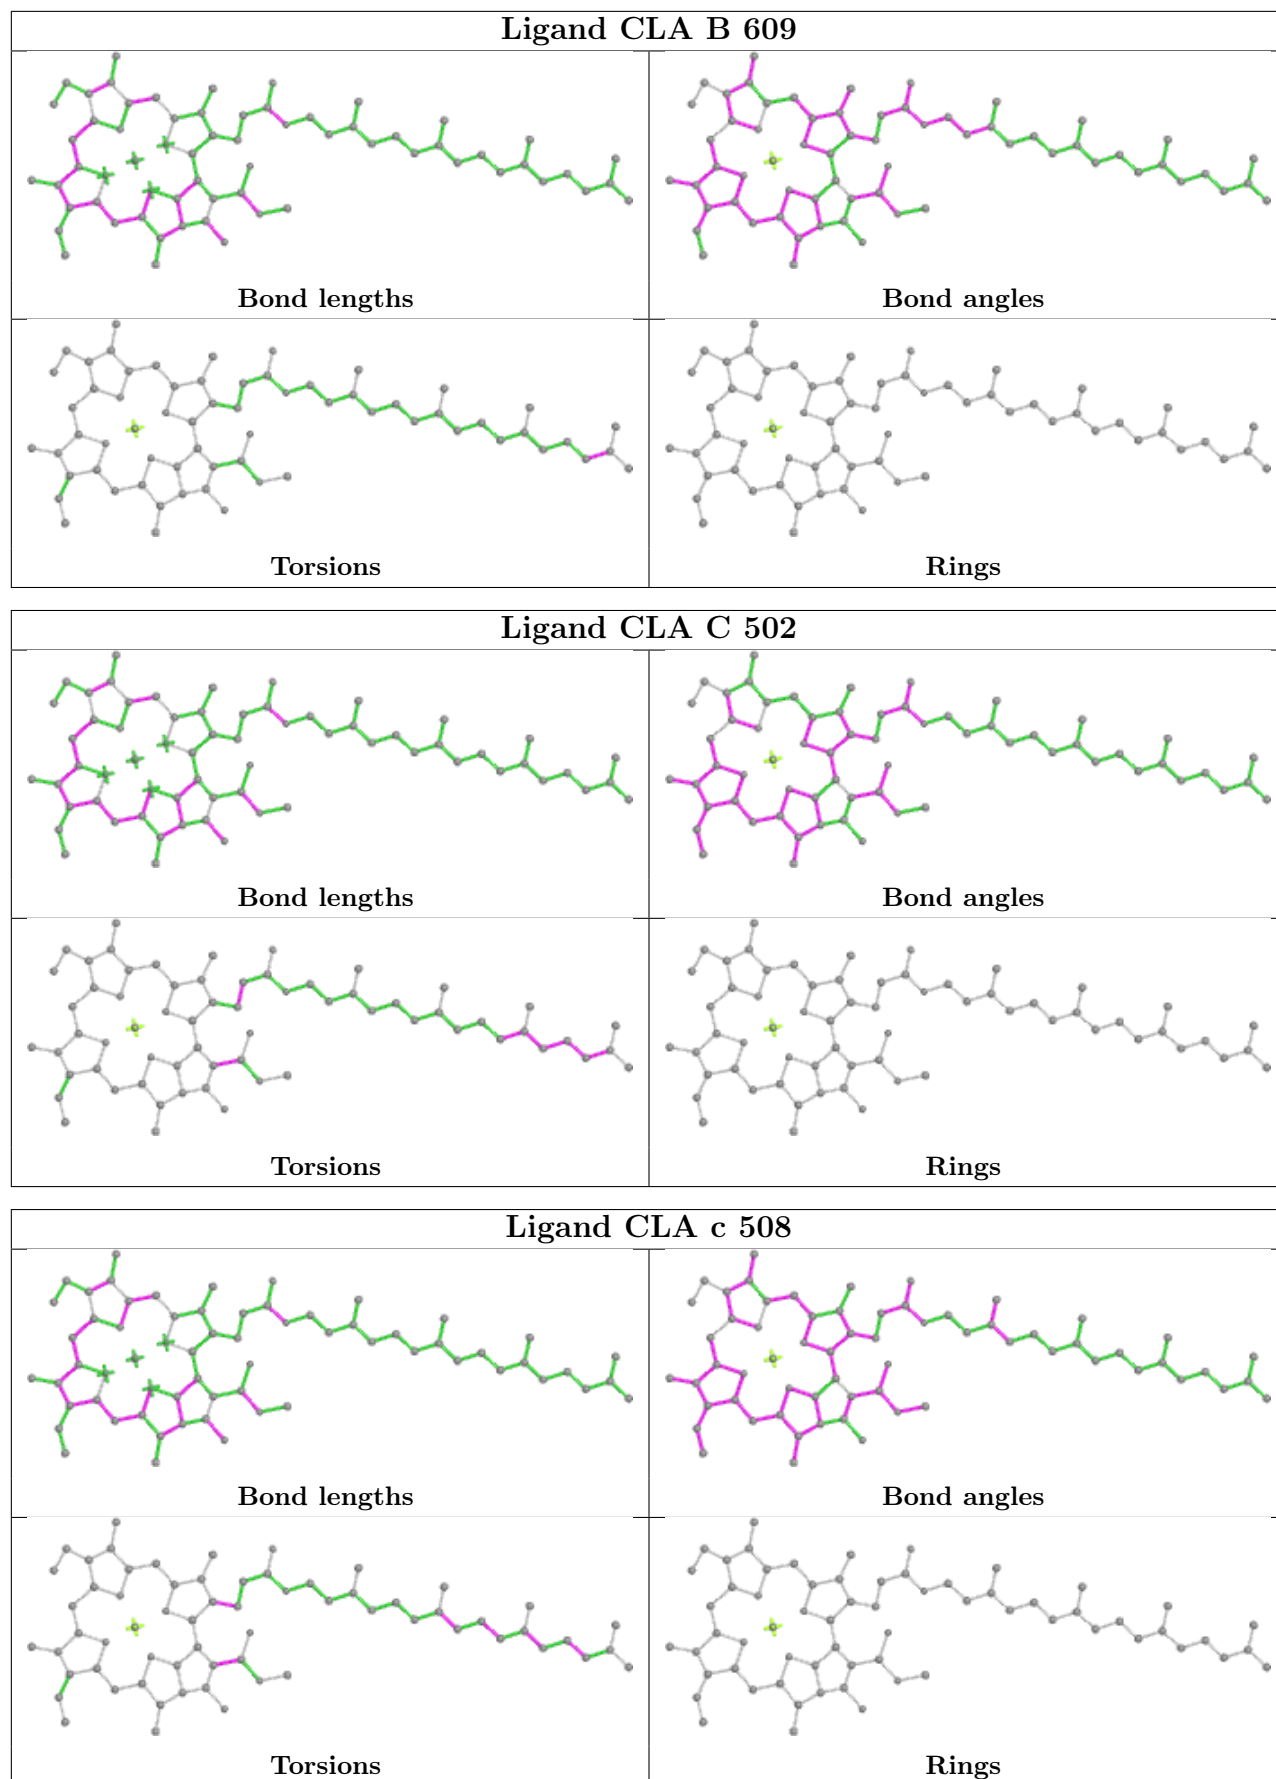 Ligand CLA B 609
Bond lengths
Bond angles
Torsions
Rings
Ligand CLA C 502
Bond lengths
Bond angles
Torsions
Rings
Ligand CLA c 508
Bond lengths
Bond angles
Torsions
Rings